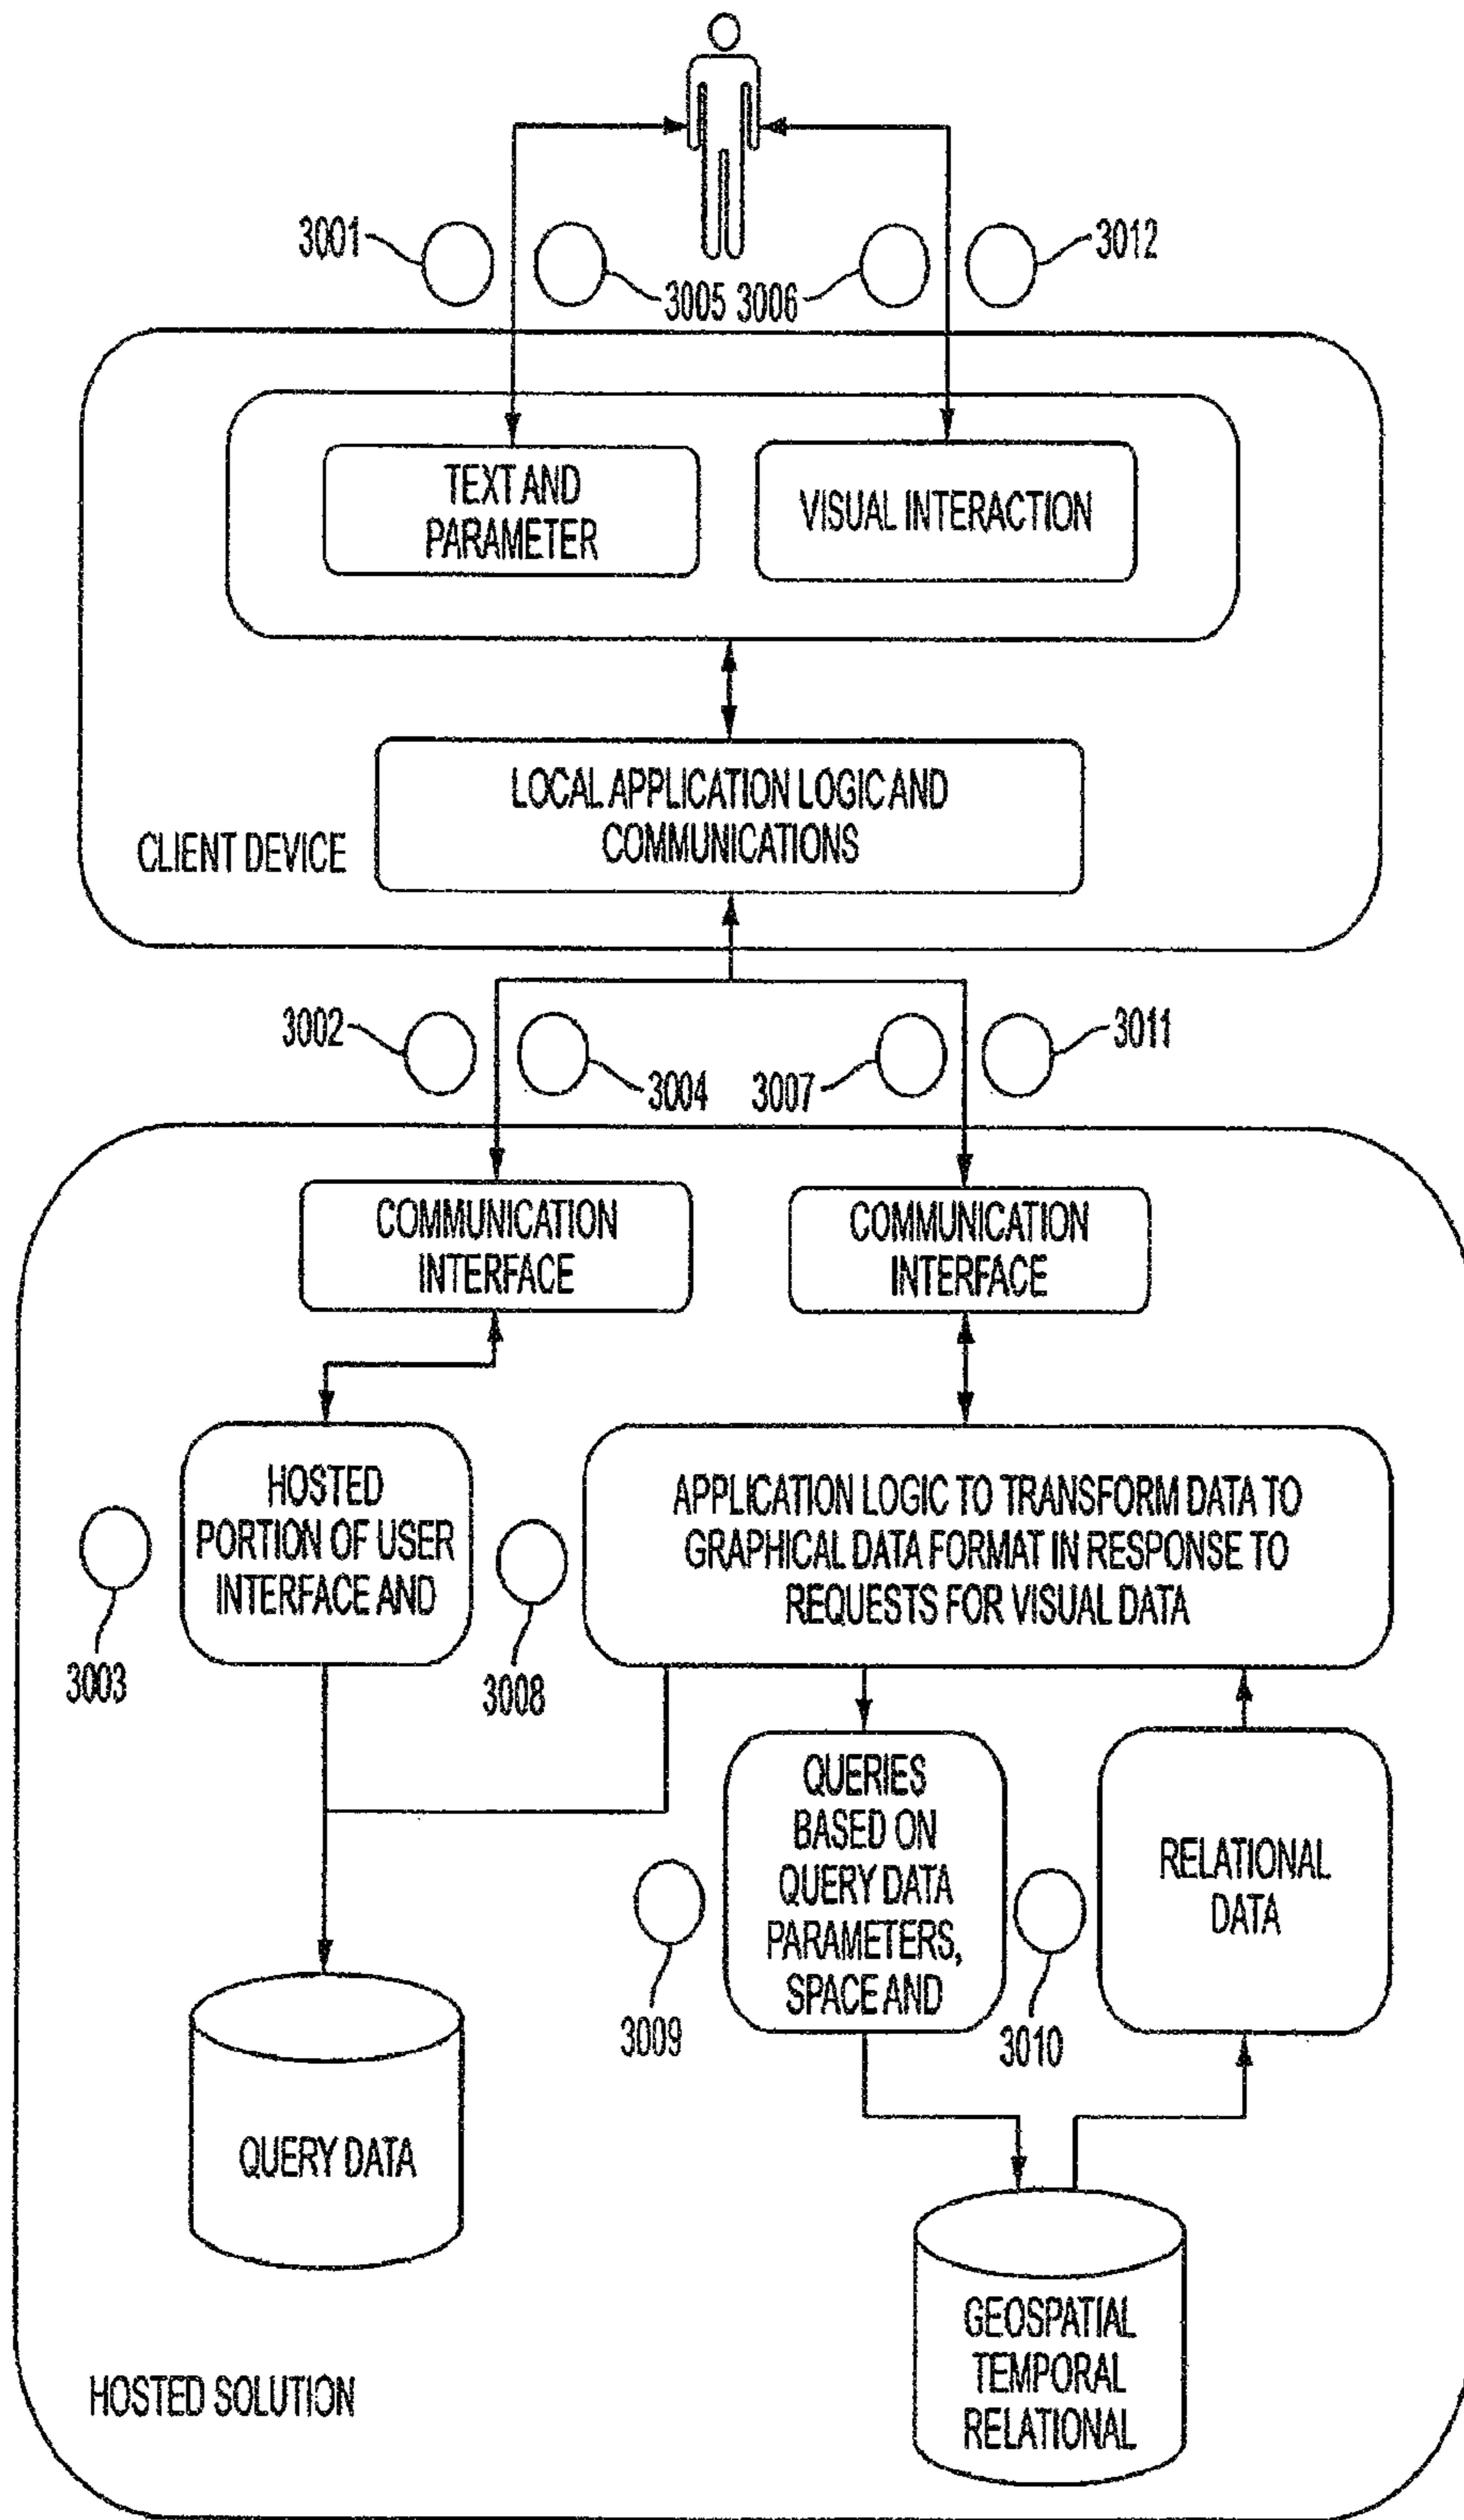 3001
3005
3006
3012
TEXT AND
PARAMETER
VISUAL INTERACTION
LOCAL APPLICATION LOGIC AND
COMMUNICATIONS
CLIENT DEVICE
3002
3004
3007
3011
COMMUNICATION
INTERFACE
COMMUNICATION
INTERFACE
HOSTED
PORTION OF USER
INTERFACE AND
3003
3008
APPLICATION LOGIC TO TRANSFORM DATA TO
GRAPHICAL DATA FORMAT IN RESPONSE TO
REQUESTS FOR VISUAL DATA
QUERIES
BASED ON
QUERY DATA
PARAMETERS,
SPACE AND
3009
3010
RELATIONAL
DATA
QUERY DATA
GEOSPATIAL
TEMPORAL
RELATIONAL
HOSTED SOLUTION